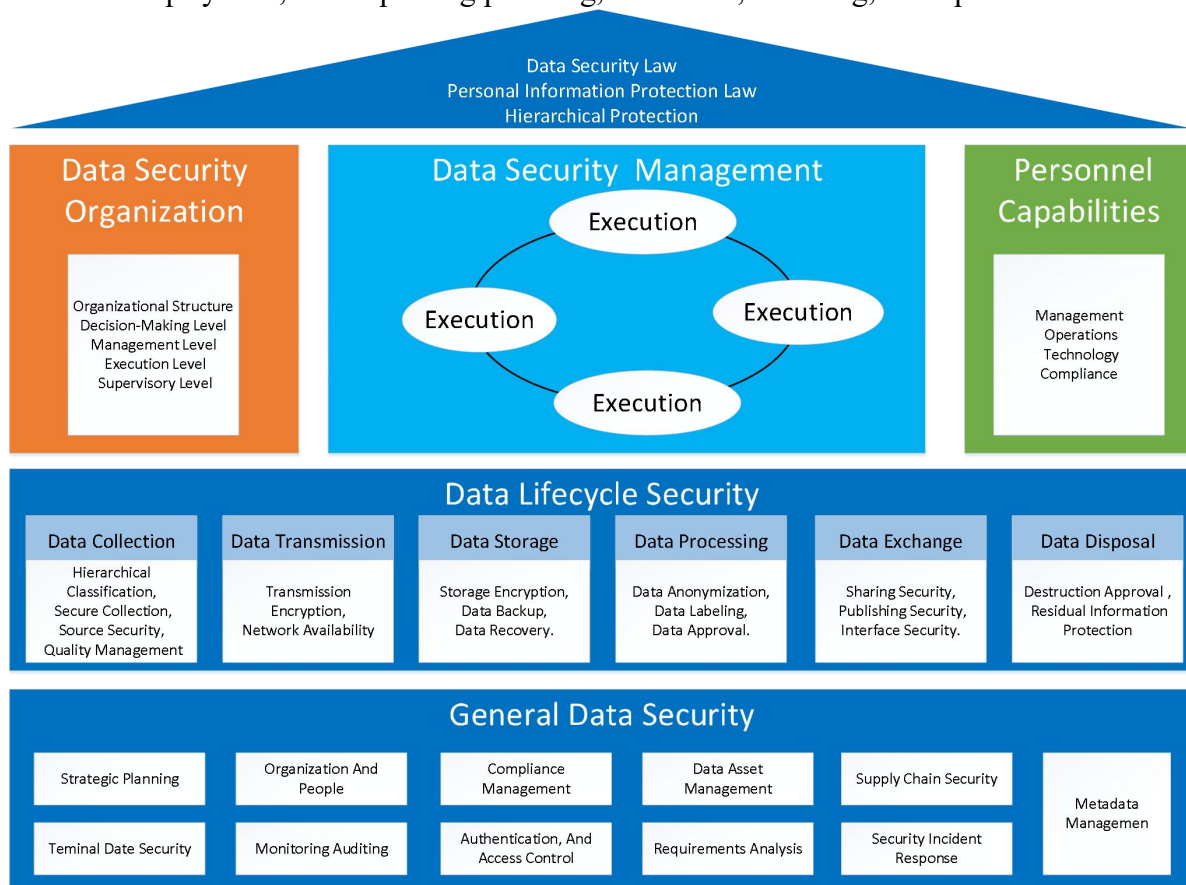 Data Security Law
Personal Information Protection Law
Hierarchical Protection
Data Security
Organization
Organizational Structure
Decision-Making Level
Management Level
Execution Level
Supervisory Level
Data Security Management
Execution
Execution
Execution
Execution
Personnel
Capabilities
Management
Operations
Technology
Compliance
Data Lifecycle Security
Data Collection
Hierarchical
Classification,
Secure Collection,
Source Security,
Quality Management
Data Transmission
Transmission
Encryption,
Network Availability
Data Storage
Storage Encryption,
Data Backup,
Data Recovery.
Data Processing
Data Anonymization,
Data Labeling,
Data Approval.
Data Exchange
Sharing Security,
Publishing Security,
Interface Security.
Data Disposal
Destruction Approval ,
Residual Information
Protection
General Data Security
Strategic Planning
Organization And
People
Compliance
Management
Data Asset
Management
Supply Chain Security
Metadata
Managemen
Teminal Date Security
Monitoring Auditing
Authentication, And
Access Control
Requirements Analysis
Security Incident
Response